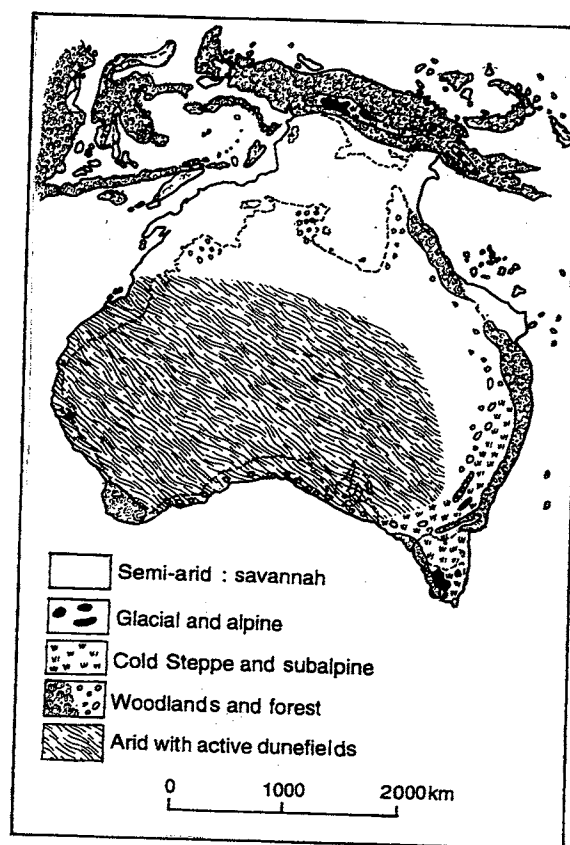 Semi-arid : savannah
Glacial and alpine
Cold Steppe and subalpine
Woodlands and forest
Arid with active dunefields
0 1000 2000km